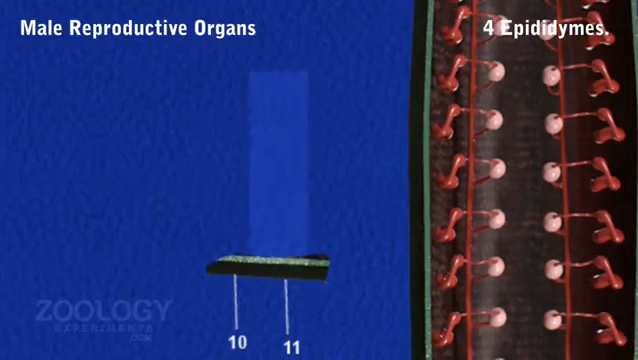 Male Reproductive Organs
4 Epididymes.
10
11
ZOOLOGY
EXPERIMENTS
.COM